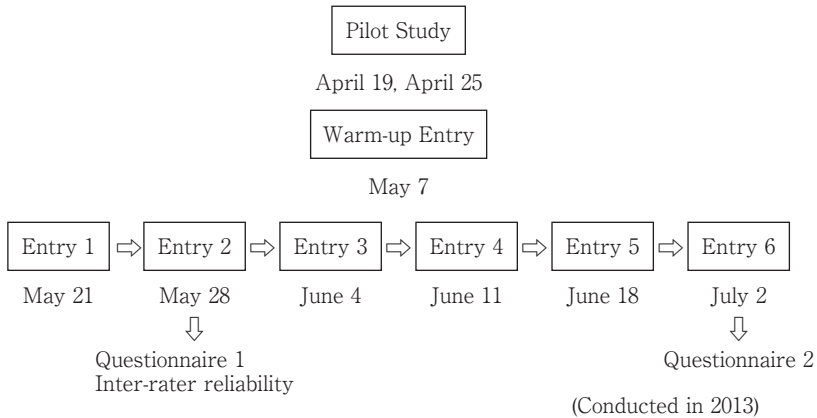 Pilot Study
April 19, April 25
Warm-up Entry
May 7
Entry 1 ⇨ Entry 2 ⇨ Entry 3 ⇨ Entry 4 ⇨ Entry 5 ⇨ Entry 6
May 21 May 28 June 4 June 11 June 18 July 2
Questionnaire 1 Questionnaire 2
Inter-rater reliability
(Conducted in 2013)